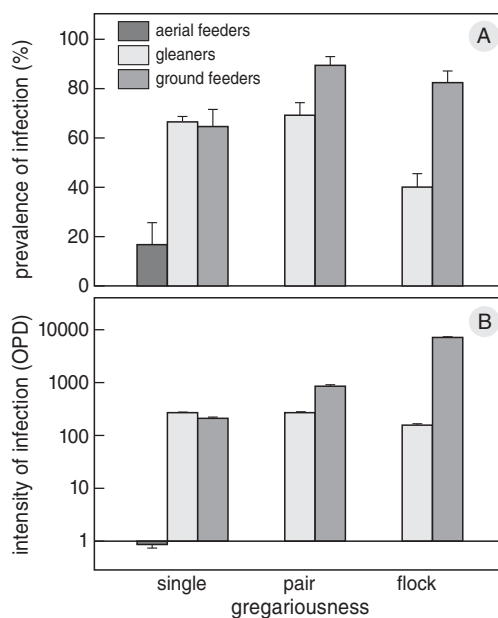 A
aerial feeders
gleaners
ground feeders
prevalence of infection (%)
100
80
60
40
20
0
B
intensity of infection (OPD)
10000
1000
100
10
1
single pair flock
gregariousness